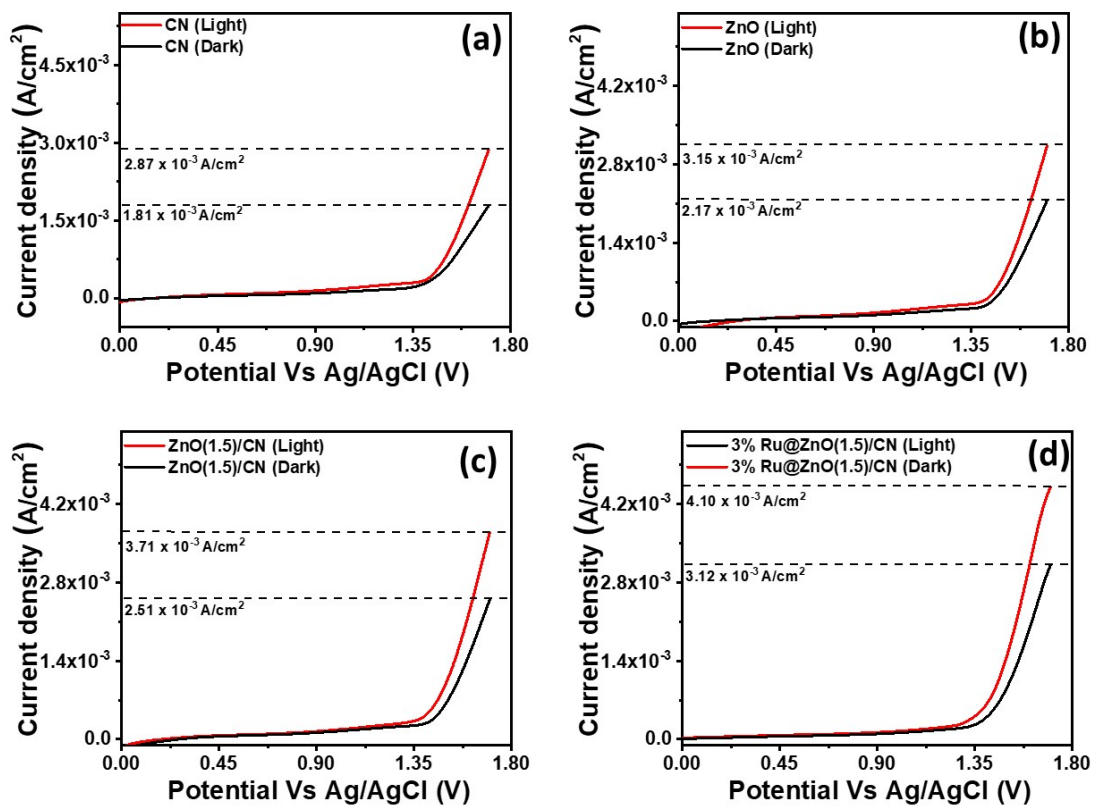 CN (Light)
CN (Dark)
(a)
4.5x10⁻³
3.0x10⁻³
1.5x10⁻³
0.0
2.87 x 10⁻³ A/cm²
1.81 x 10⁻³ A/cm²
Current density (A/cm²)
0.00 0.45 0.90 1.35 1.80
Potential Vs Ag/AgCl (V)
ZnO (Light)
ZnO (Dark)
(b)
4.2x10⁻³
2.8x10⁻³
1.4x10⁻³
0.0
3.15 x 10⁻³ A/cm²
2.17 x 10⁻³ A/cm²
Current density (A/cm²)
0.00 0.45 0.90 1.35 1.80
Potential Vs Ag/AgCl (V)
ZnO(1.5)/CN (Light)
ZnO(1.5)/CN (Dark)
(c)
4.2x10⁻³
2.8x10⁻³
1.4x10⁻³
0.0
3.71 x 10⁻³ A/cm²
2.51 x 10⁻³ A/cm²
Current density (A/cm²)
0.00 0.45 0.90 1.35 1.80
Potential Vs Ag/AgCl (V)
3% Ru@ZnO(1.5)/CN (Light)
3% Ru@ZnO(1.5)/CN (Dark)
(d)
4.2x10⁻³
2.8x10⁻³
1.4x10⁻³
0.0
4.10 x 10⁻³ A/cm²
3.12 x 10⁻³ A/cm²
Current density (A/cm²)
0.00 0.45 0.90 1.35 1.80
Potential Vs Ag/AgCl (V)